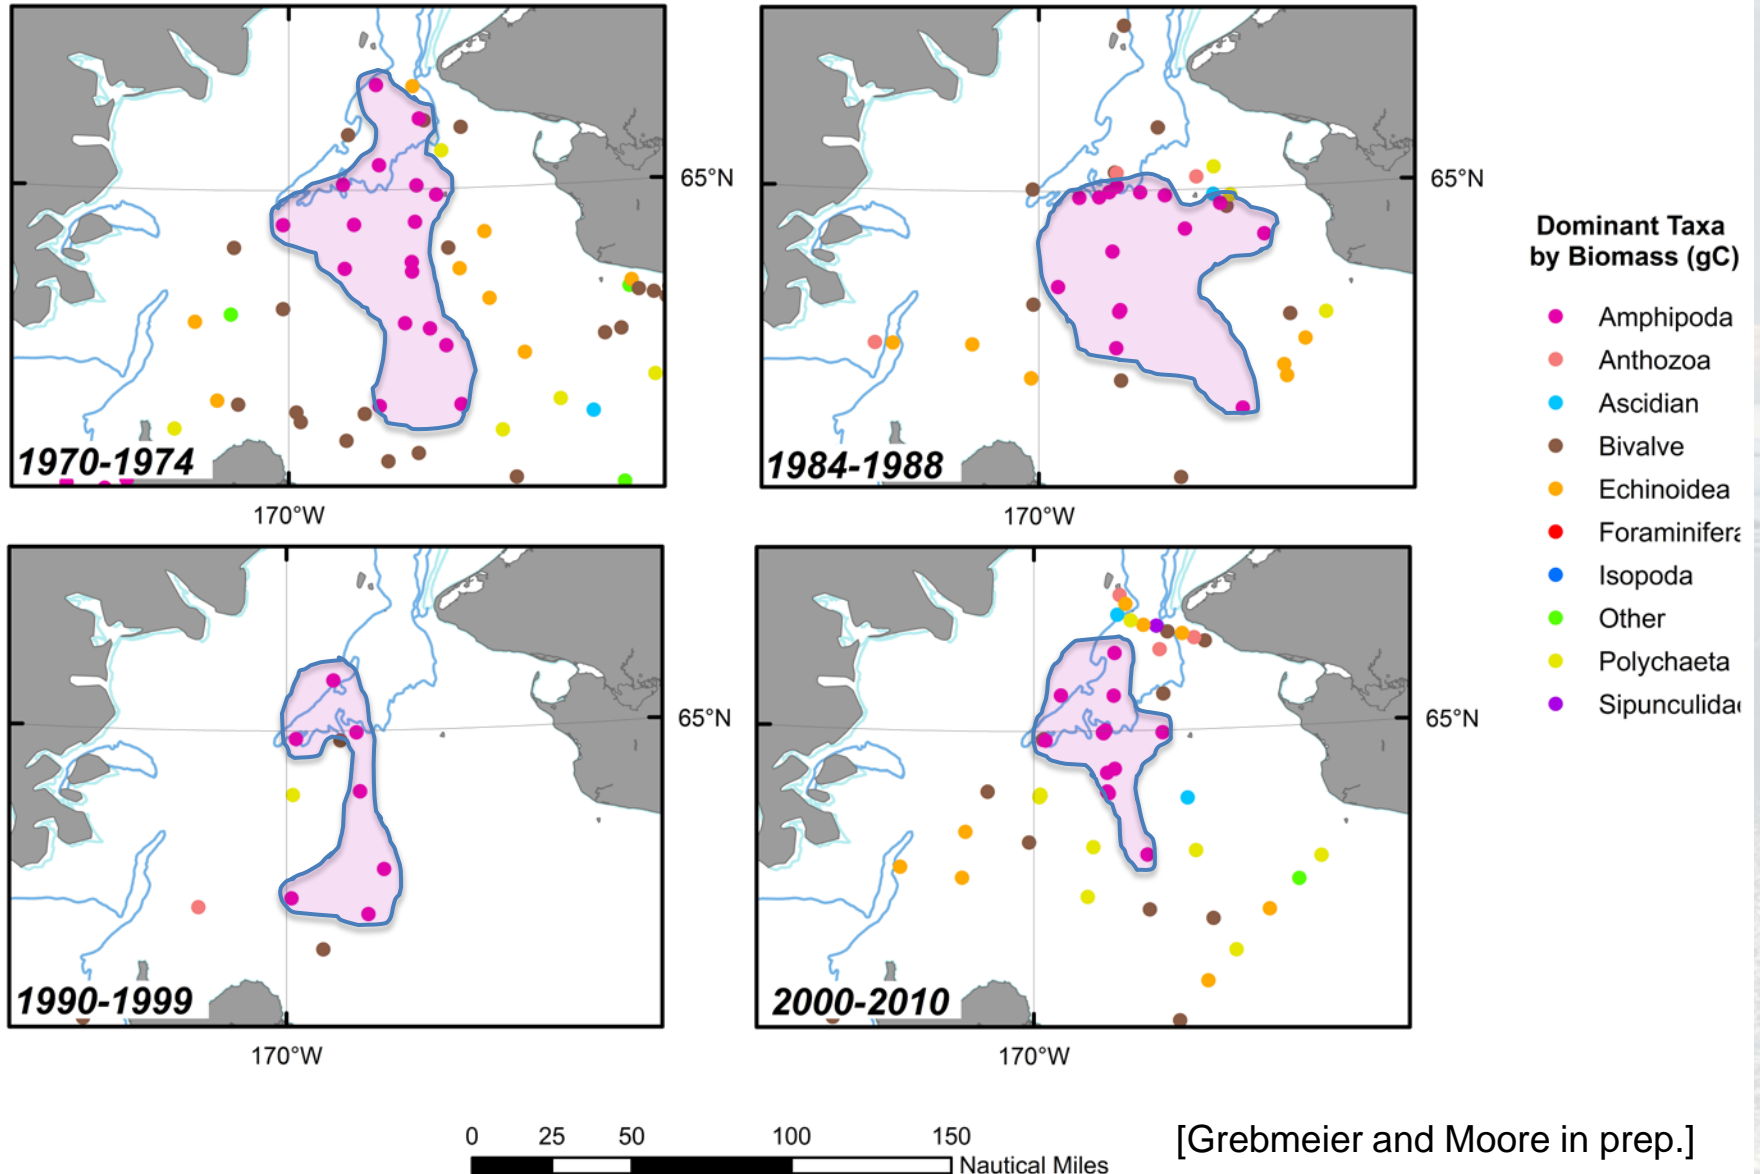 65°N
1970-1974
170°W
65°N
1984-1988
170°W
Dominant Taxa
by Biomass (gC)
Amphipoda
Anthozoa
Ascidian
Bivalve
Echinoidea
Foraminifera
Isopoda
Other
Polychaeta
Sipunculida
65°N
1990-1999
170°W
65°N
2000-2010
170°W
0 25 50 100 150
Nautical Miles
[Grebmeier and Moore in prep.]